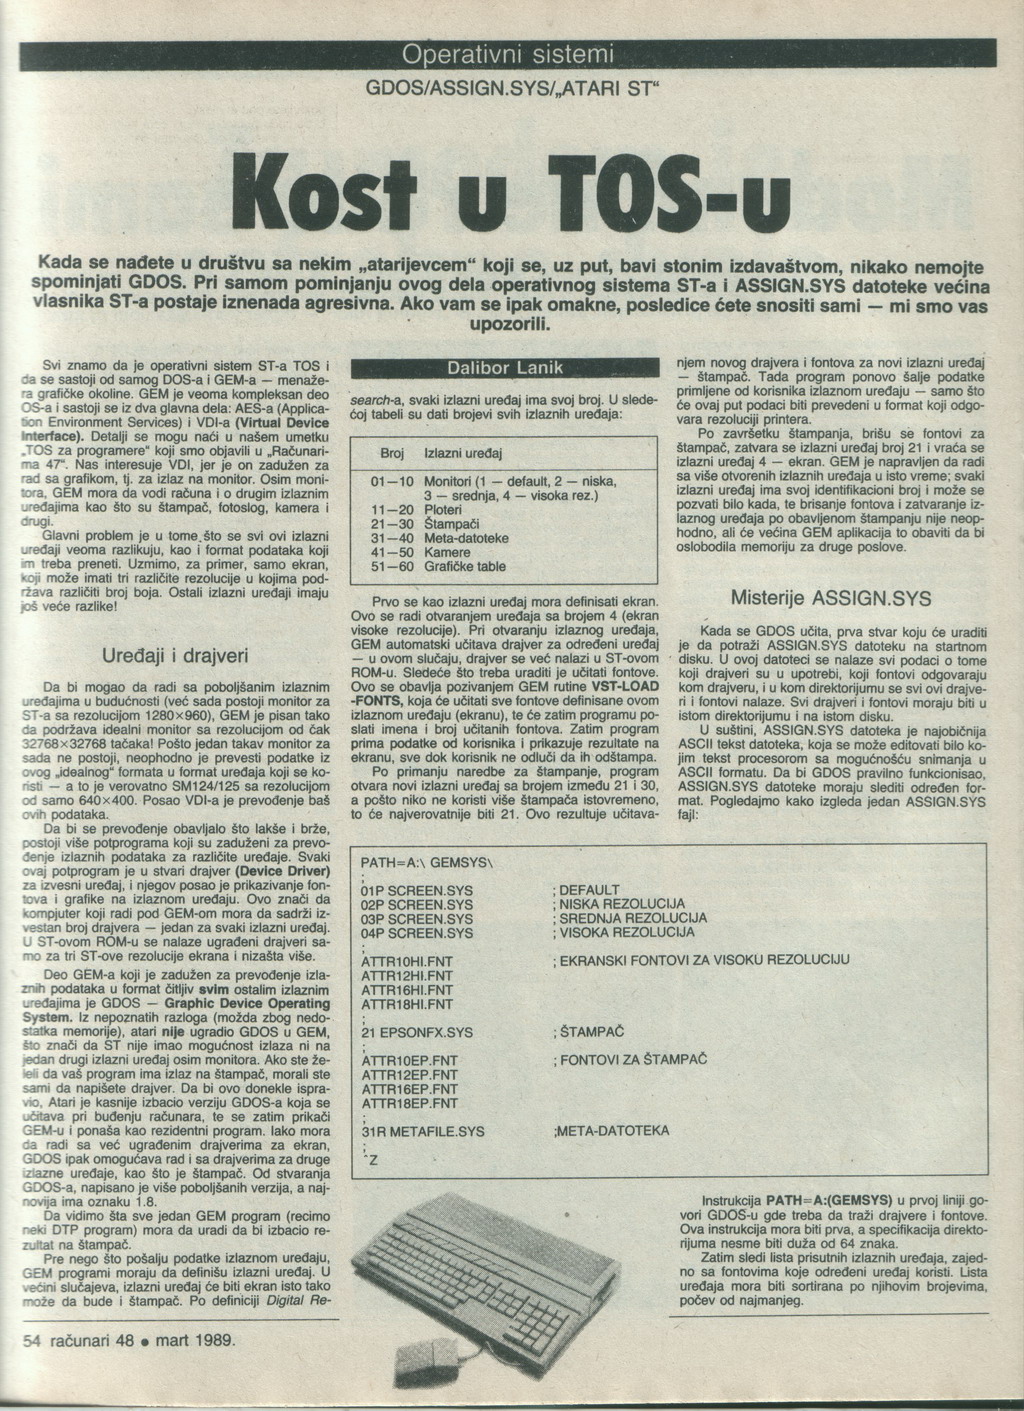 Operativni sistemi
GDOS/ASSIGN.SYS/„ATARI ST“
Kost u TOS-u
Kada se nađete u društvu sa nekim „atarijevcem“ koji se, uz put, bavi stonim izdavaštvom, nikako nemojte
spominjati GDOS. Pri samom pominjanju ovog dela operativnog sistema ST-a i ASSIGN.SYS datoteke većina
vlasnika ST-a postaje iznenada agresivna. Ako vam se ipak omakne, posledice ćete snositi sami — mi smo vas
upozorili.
Svi znamo da je operativni sistem ST-a TOS i
da se sastoji od samog DOS-a i GEM-a — menaže-
ra grafičke okoline. GEM je veoma kompleksan deo
OS-a i sastoji se iz dva glavna dela: AES-a (Applica-
tion Environment Services) i VDI-a (Virtual Device
Interface). Detalji se mogu naći u našem umetku
„TOS za programere“ koji smo objavili u „Računari-
ma 47“. Nas interesuje VDI, jer je on zadužen za
rad sa grafikom, tj. za izlaz na monitor. Osim moni-
tora, GEM mora da vodi računa i o drugim izlaznim
uređajima kao što su štampač, fotoslog, kamera i
drugi.
Glavni problem je u tome što se svi ovi izlazni
uređaji veoma razlikuju, kao i format podataka koji
im treba preneti. Uzmimo, za primer, samo ekran,
koji može imati tri različite rezolucije u kojima pod-
ržava različiti broj boja. Ostali izlazni uređaji imaju
još veće razlike!
Uređaji i drajveri
Da bi mogao da radi sa poboljšanim izlaznim
uređajima u budućnosti (već sada postoji monitor za
ST-a sa rezolucijom 1280×960), GEM je pisan tako
da podržava idealni monitor sa rezolucijom od čak
32768×32768 tačaka! Pošto jedan takav monitor za
sada ne postoji, neophodno je prevesti podatke iz
ovog „idealnog“ formata u format uređaja koji se ko-
risti — a to je verovatno SM124/125 sa rezolucijom
od samo 640×400. Posao VDI-a je prevođenje baš
ovih podataka.
Da bi se prevođenje obavljalo što lakše i brže,
postoji više potprograma koji su zaduženi za prevo-
đenje izlaznih podataka za različite uređaje. Svaki
ovaj potprogram je u stvari drajver (Device Driver)
za izvesni uređaj, i njegov posao je prikazivanje fon-
tova i grafike na izlaznom uređaju. Ovo znači da
kompjuter koji radi pod GEM-om mora da sadrži iz-
vestan broj drajvera — jedan za svaki izlazni uređaj.
U ST-ovom ROM-u se nalaze ugrađeni drajveri sa-
mo za tri ST-ove rezolucije ekrana i nizašta više.
Deo GEM-a koji je zadužen za prevođenje izla-
znih podataka u format čitljiv svim ostalim izlaznim
uređajima je GDOS — Graphic Device Operating
System. Iz nepoznatih razloga (možda zbog nedo-
statka memorije), atari nije ugradio GDOS u GEM,
što znači da ST nije imao mogućnost izlaza ni na
jedan drugi izlazni uređaj osim monitora. Ako ste že-
leli da vaš program ima izlaz na štampač, morali ste
sami da napišete drajver. Da bi ovo donekle ispra-
vio, Atari je kasnije izbacio verziju GDOS-a koja se
učitava pri buđenju računara, te se zatim prikači
GEM-u i ponaša kao rezidentni program. Iako mora
da radi sa već ugrađenim drajverima za ekran,
GDOS ipak omogućava rad i sa drajverima za druge
izlazne uređaje, kao što je štampač. Od stvaranja
GDOS-a, napisano je više poboljšanih verzija, a naj-
novija ima oznaku 1.8.
Da vidimo šta sve jedan GEM program (recimo
neki DTP program) mora da uradi da bi izbacio re-
zultat na štampač.
Pre nego što pošalju podatke izlaznom uređaju,
GEM programi moraju da definišu izlazni uređaj. U
većini slučajeva, izlazni uređaj će biti ekran isto tako
može da bude i štampač. Po definiciji Digital Re-
Dalibor Lanik
search-a, svaki izlazni uređaj ima svoj broj. U slede-
ćoj tabeli su dati brojevi svih izlaznih uređaja:
Broj Izlazni uređaj
01—10 Monitori (1 — default, 2 — niska,
3 — srednja, 4 — visoka rez.)
11—20 Ploteri
21—30 Štampači
31—40 Meta-datoteke
41—50 Kamere
51—60 Grafičke table
Prvo se kao izlazni uređaj mora definisati ekran.
Ovo se radi otvaranjem uređaja sa brojem 4 (ekran
visoke rezolucije). Pri otvaranju izlaznog uređaja,
GEM automatski učitava drajver za određeni uređaj
— u ovom slučaju, drajver se već nalazi u ST-ovom
ROM-u. Sledeće što treba uraditi je učitati fontove.
Ovo se obavlja pozivanjem GEM rutine VST-LOAD
-FONTS, koja će učitati sve fontove definisane ovom
izlaznom uređaju (ekranu), te će zatim programu po-
slati imena i broj učitanih fontova. Zatim program
prima podatke od korisnika i prikazuje rezultate na
ekranu, sve dok korisnik ne odluči da ih odštampa.
Po primanju naredbe za štampanje, program
otvara novi izlazni uređaj sa brojem između 21 i 30,
a pošto niko ne koristi više štampača istovremeno,
to će najverovatnije biti 21. Ovo rezultuje učitava-
njem novog drajvera i fontova za novi izlazni uređaj
— štampač. Tada program ponovo šalje podatke
primljene od korisnika izlaznom uređaju — samo što
će ovaj put podaci biti prevedeni u format koji odgo-
vara rezoluciji printera.
Po završetku štampanja, brišu se fontovi za
štampač, zatvara se izlazni uređaj broj 21 i vraća se
izlazni uređaj 4 — ekran. GEM je napravljen da radi
sa više otvorenih izlaznih uređaja u isto vreme; svaki
izlazni uređaj ima svoj identifikacioni broj i može se
pozvati bilo kada, te brisanje fontova i zatvaranje iz-
laznog uređaja po obavljenom štampanju nije neop-
hodno, ali će većina GEM aplikacija to obaviti da bi
oslobodila memoriju za druge poslove.
Misterije ASSIGN.SYS
Kada se GDOS učita, prva stvar koju će uraditi
je da potraži ASSIGN.SYS datoteku na startnom
disku. U ovoj datoteci se nalaze svi podaci o tome
koji drajveri su u upotrebi, koji fontovi odgovaraju
kom drajveru, i u kom direktorijumu se svi ovi drajve-
ri i fontovi nalaze. Svi drajveri i fontovi moraju biti u
istom direktorijumu i na istom disku.
U suštini, ASSIGN.SYS datoteka je najobičnija
ASCII tekst datoteka, koja se može editovati bilo ko-
jim tekst procesorom sa mogućnošću snimanja u
ASCII formatu. Da bi GDOS pravilno funkcionisao,
ASSIGN.SYS datoteke moraju slediti određen for-
mat. Pogledajmo kako izgleda jedan ASSIGN.SYS
fajl:
PATH=A:\ GEMSYS\
;
01P SCREEN.SYS ; DEFAULT
02P SCREEN.SYS ; NISKA REZOLUCIJA
03P SCREEN.SYS ; SREDNJA REZOLUCIJA
04P SCREEN.SYS ; VISOKA REZOLUCIJA
;
ATTR10HI.FNT ; EKRANSKI FONTOVI ZA VISOKU REZOLUCIJU
ATTR12HI.FNT
ATTR16HI.FNT
ATTR18HI.FNT
;
21 EPSONFX.SYS ; ŠTAMPAČ
;
ATTR10EP.FNT ; FONTOVI ZA ŠTAMPAČ
ATTR12EP.FNT
ATTR16EP.FNT
ATTR18EP.FNT
;
31R METAFILE.SYS ;META-DATOTEKA
;
ˆZ
Instrukcija PATH=A:(GEMSYS) u prvoj liniji go-
vori GDOS-u gde treba da traži drajvere i fontove.
Ova instrukcija mora biti prva, a specifikacija direkto-
rijuma nesme biti duža od 64 znaka.
Zatim sledi lista prisutnih izlaznih uređaja, zajed-
no sa fontovima koje određeni uređaj koristi. Lista
uređaja mora biti sortirana po njihovim brojevima,
počev od najmanjeg.
54 računari 48 • mart 1989.